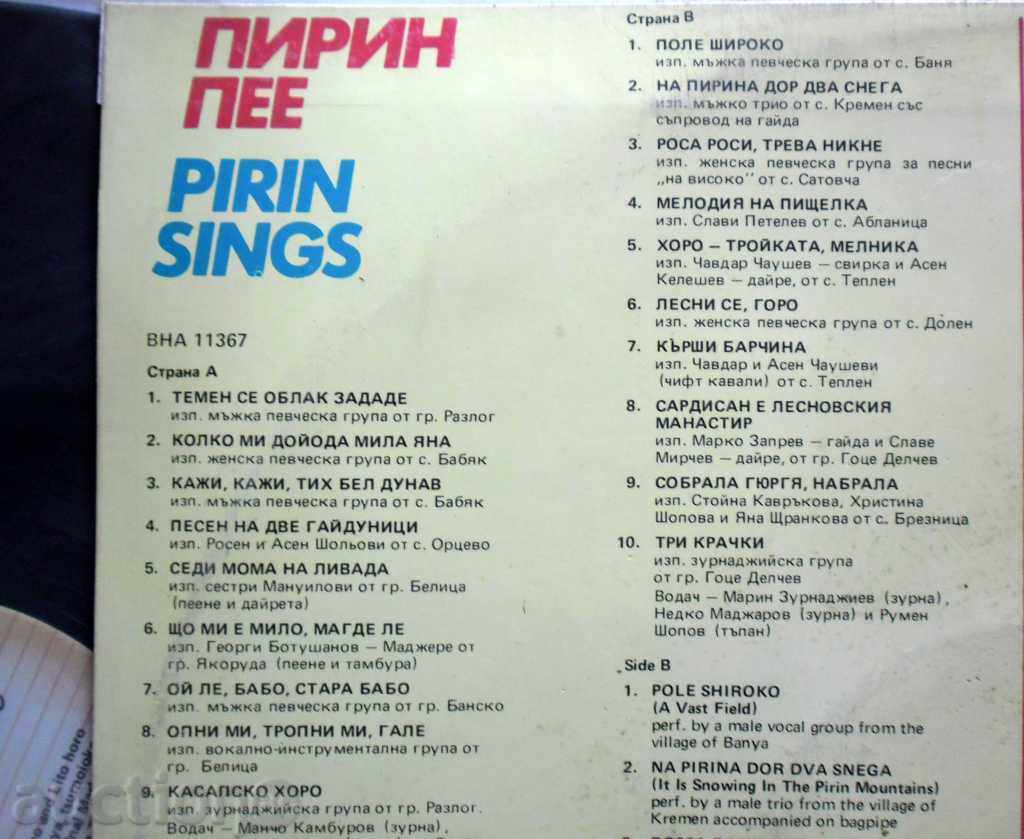 ПИРИН
ПЕЕ
PIRIN
SINGS
ВНА 11367
Страна А
1. ТЕМЕН СЕ ОБЛАК ЗАДАДЕ
изп. мъжка певческа група от гр. Разлог
2. КОЛКО МИ ДОЙОДА МИЛА ЯНА
изп. женска певческа група от с. Бабяк
3. КАЖИ, КАЖИ, ТИХ БЕЛ ДУНАВ
изп. мъжка певческа група от с. Бабяк
4. ПЕСЕН НА ДВЕ ГАЙДУНИЦИ
изп. Росен и Асен Шольови от с. Орцево
5. СЕДИ МОМА НА ЛИВАДА
изп. сестри Мануилови от гр. Белица
(пеене и дайрета)
6. ЩО МИ Е МИЛО, МАГДЕ ЛЕ
изп. Георги Ботушанов – Маджере от
гр. Якоруда (пеене и тамбура)
7. ОЙ ЛЕ, БАБО, СТАРА БАБО
изп. мъжка певческа група от гр. Банско
8. ОПНИ МИ, ТРОПНИ МИ, ГАЛЕ
изп. вокално-инструментална група от
гр. Белица
9. КАСАПСКО ХОРО
изп. зурнаджийска група от гр. Разлог.
Водач – Манчо Камбуров (зурна),
Страна В
1. ПОЛЕ ШИРОКО
изп. мъжка певческа група от с. Баня
2. НА ПИРИНА ДОР ДВА СНЕГА
изп. мъжко трио от с. Кремен със
съпровод на гайда
3. РОСА РОСИ, ТРЕВА НИКНЕ
изп. женска певческа група за песни
„на високо" от с. Сатовча
4. МЕЛОДИЯ НА ПИЩЕЛКА
изп. Слави Петелев от с. Абланица
5. ХОРО – ТРОЙКАТА, МЕЛНИКА
изп. Чавдар Чаушев – свирка и Асен
Келешев – дайре, от с. Теплен
6. ЛЕСНИ СЕ, ГОРО
изп. женска певческа група от с. Долен
7. КЪРШИ БАРЧИНА
изп. Чавдар и Асен Чаушеви
(чифт кавали) от с. Теплен
8. САРДИСАН Е ЛЕСНОВСКИЯ
МАНАСТИР
изп. Марко Запрев – гайда и Славе
Мирчев – дайре, от гр. Гоце Делчев
9. СОБРАЛА ГЮРГЯ, НАБРАЛА
изп. Стойна Кавръкова, Христина
Шопова и Яна Щранкова от с. Брезница
10. ТРИ КРАЧКИ
изп. зурнаджийска група
от гр. Гоце Делчев
Водач – Марин Зурнаджиев (зурна),
Недко Маджаров (зурна) и Румен
Шопов (тъпан)
Side B
1. POLE SHIROKO
(A Vast Field)
perf. by a male vocal group from the
village of Banya
2. NA PIRINA DOR DVA SNEGA
(It Is Snowing In The Pirin Mountains)
perf. by a male trio from the village of
Kremen accompanied on bagpipe
and Lito horo